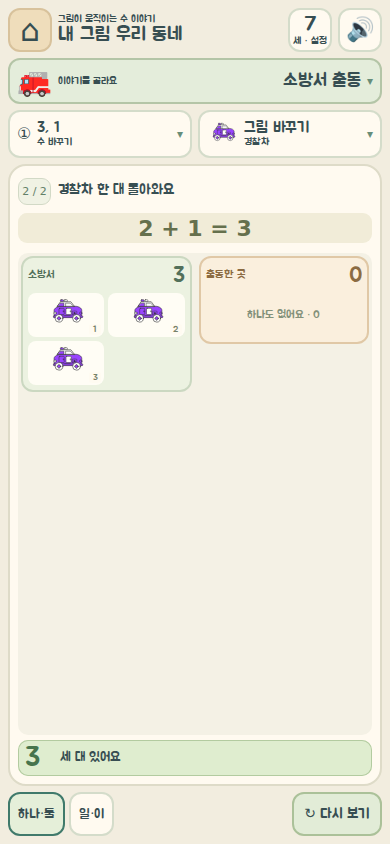 그림이 움직이는 수 이야기
내 그림 우리 동네
7
세 · 설정
이야기를 골라요
소방서 출동 ▾
① 3, 1
수 바꾸기
▾
그림 바꾸기
경찰차
▾
2 / 2
경찰차 한 대 돌아와요
2 + 1 = 3
소방서
3
1
2
3
출동한 곳
0
하나도 없어요 · 0
3
세 대 있어요
하나·둘
일·이
↻ 다시 보기